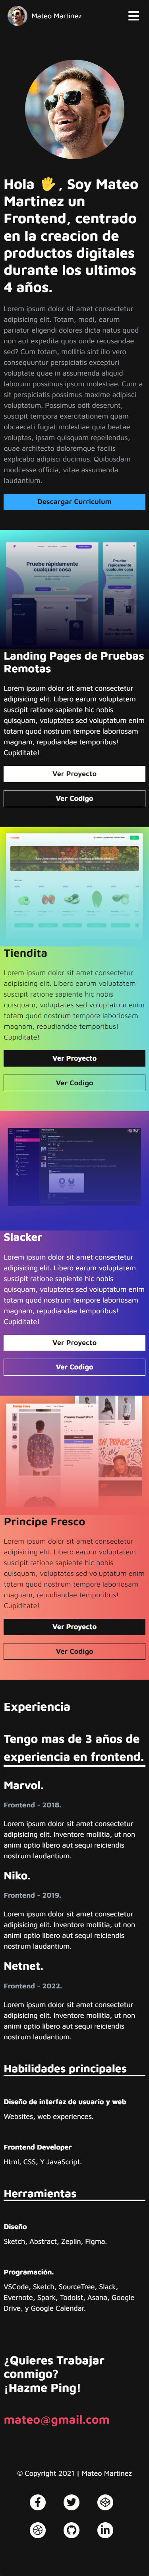 Mateo Martinez
Hola 🖐, Soy Mateo
Martinez un
Frontend, centrado
en la creacion de
productos digitales
durante los ultimos
4 años.
Lorem ipsum dolor sit amet consectetur
adipisicing elit. Totam, modi, earum
pariatur eligendi dolores dicta natus quod
non aut expedita quos unde recusandae
sed? Cum totam, mollitia sint illo vero
consequuntur perspiciatis excepturi
voluptate quae in assumenda aliquid
laborum possimus ipsum molestiae. Cum a
sit perspiciatis possimus maxime adipisci
voluptatum. Possimus odit deserunt,
suscipit tempora exercitationem quam
obcaecati fugiat molestiae quia beatae
voluptas, ipsam quisquam repellendus,
quae architecto doloremque facilis
explicabo adipisci ducimus. Quibusdam
modi esse officia, vitae assumenda
laudantium.
Descargar Curriculum
Landing Pages de Pruebas
Remotas
Lorem ipsum dolor sit amet consectetur
adipisicing elit. Libero earum voluptatem
suscipit ratione sapiente hic nobis
quisquam, voluptates sed voluptatum enim
totam quod nostrum tempore laboriosam
magnam, repudiandae temporibus!
Cupiditate!
Ver Proyecto
Ver Codigo
Tiendita
Lorem ipsum dolor sit amet consectetur
adipisicing elit. Libero earum voluptatem
suscipit ratione sapiente hic nobis
quisquam, voluptates sed voluptatum enim
totam quod nostrum tempore laboriosam
magnam, repudiandae temporibus!
Cupiditate!
Ver Proyecto
Ver Codigo
Slacker
Lorem ipsum dolor sit amet consectetur
adipisicing elit. Libero earum voluptatem
suscipit ratione sapiente hic nobis
quisquam, voluptates sed voluptatum enim
totam quod nostrum tempore laboriosam
magnam, repudiandae temporibus!
Cupiditate!
Ver Proyecto
Ver Codigo
Principe Fresco
Lorem ipsum dolor sit amet consectetur
adipisicing elit. Libero earum voluptatem
suscipit ratione sapiente hic nobis
quisquam, voluptates sed voluptatum enim
totam quod nostrum tempore laboriosam
magnam, repudiandae temporibus!
Cupiditate!
Ver Proyecto
Ver Codigo
Experiencia
Tengo mas de 3 años de
experiencia en frontend.
Marvol.
Frontend - 2018.
Lorem ipsum dolor sit amet consectetur
adipisicing elit. Inventore mollitia, ut non
animi optio libero aut sequi reiciendis
nostrum laudantium.
Niko.
Frontend - 2019.
Lorem ipsum dolor sit amet consectetur
adipisicing elit. Inventore mollitia, ut non
animi optio libero aut sequi reiciendis
nostrum laudantium.
Netnet.
Frontend - 2022.
Lorem ipsum dolor sit amet consectetur
adipisicing elit. Inventore mollitia, ut non
animi optio libero aut sequi reiciendis
nostrum laudantium.
Habilidades principales
Diseño de interfaz de usuario y web
Websites, web experiences.
Frontend Developer
Html, CSS, Y JavaScript.
Herramientas
Diseño
Sketch, Abstract, Zeplin, Figma.
Programación.
VSCode, Sketch, SourceTree, Slack,
Evernote, Spark, Todoist, Asana, Google
Drive, y Google Calendar.
¿Quieres Trabajar
conmigo?
¡Hazme Ping!
mateo@gmail.com
© Copyright 2021 | Mateo Martinez